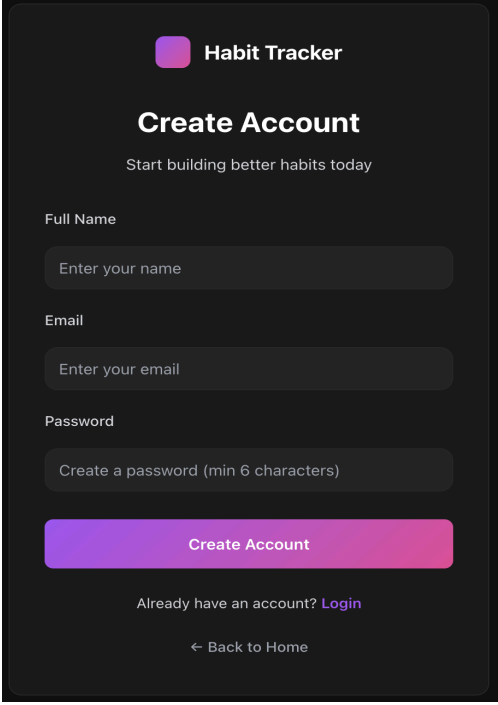 Habit Tracker
Create Account
Start building better habits today
Full Name
Enter your name
Email
Enter your email
Password
Create a password (min 6 characters)
Create Account
Already have an account? Login
← Back to Home